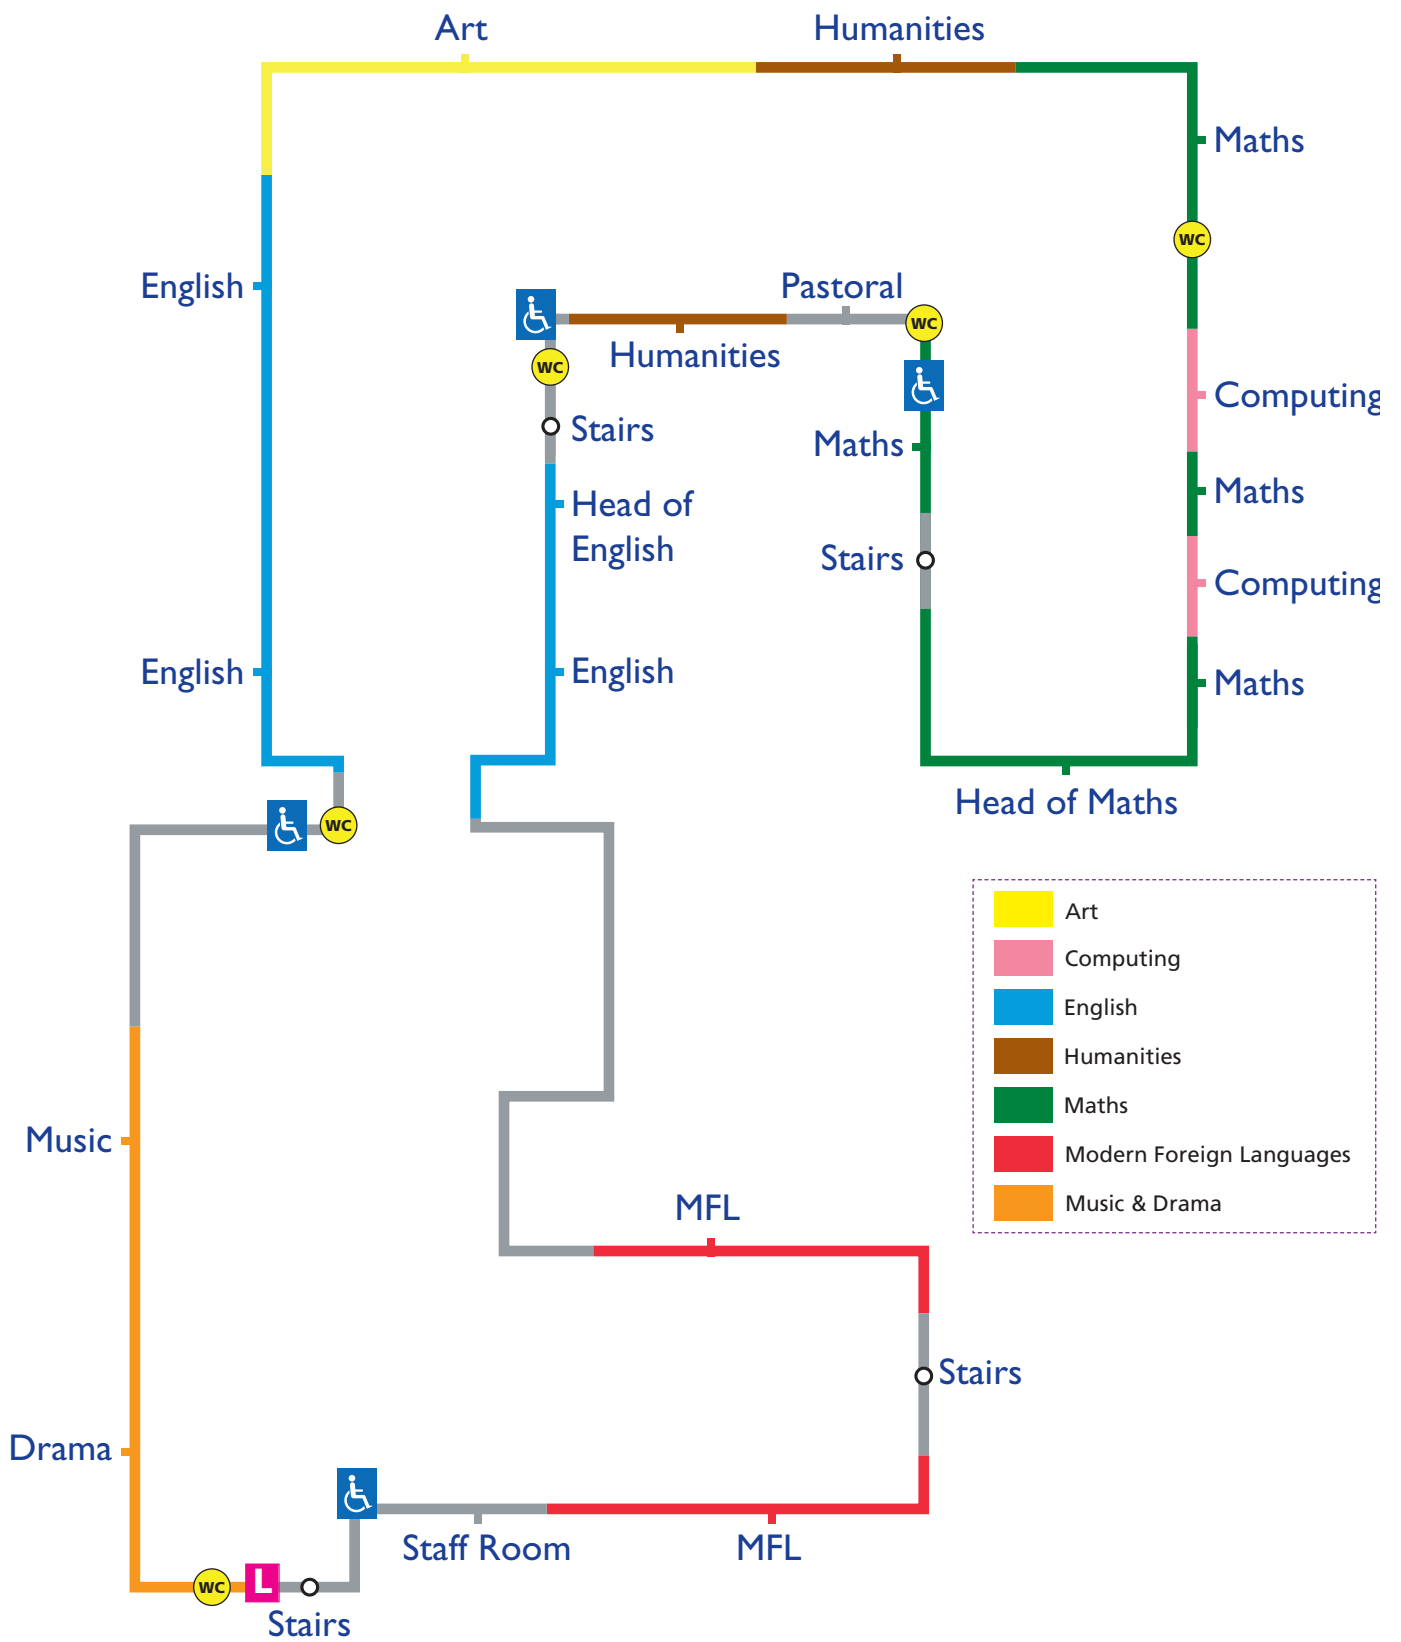 Art
Humanities
Maths
WC
English
Pastoral
WC
Humanities
WC
Computing
Stairs
Maths
Maths
Head of
English
Stairs
Computing
English
English
Maths
Head of Maths
WC
Art
Computing
English
Humanities
Maths
Modern Foreign Languages
Music & Drama
Music
MFL
Stairs
Drama
Staff Room
MFL
WC
L
Stairs